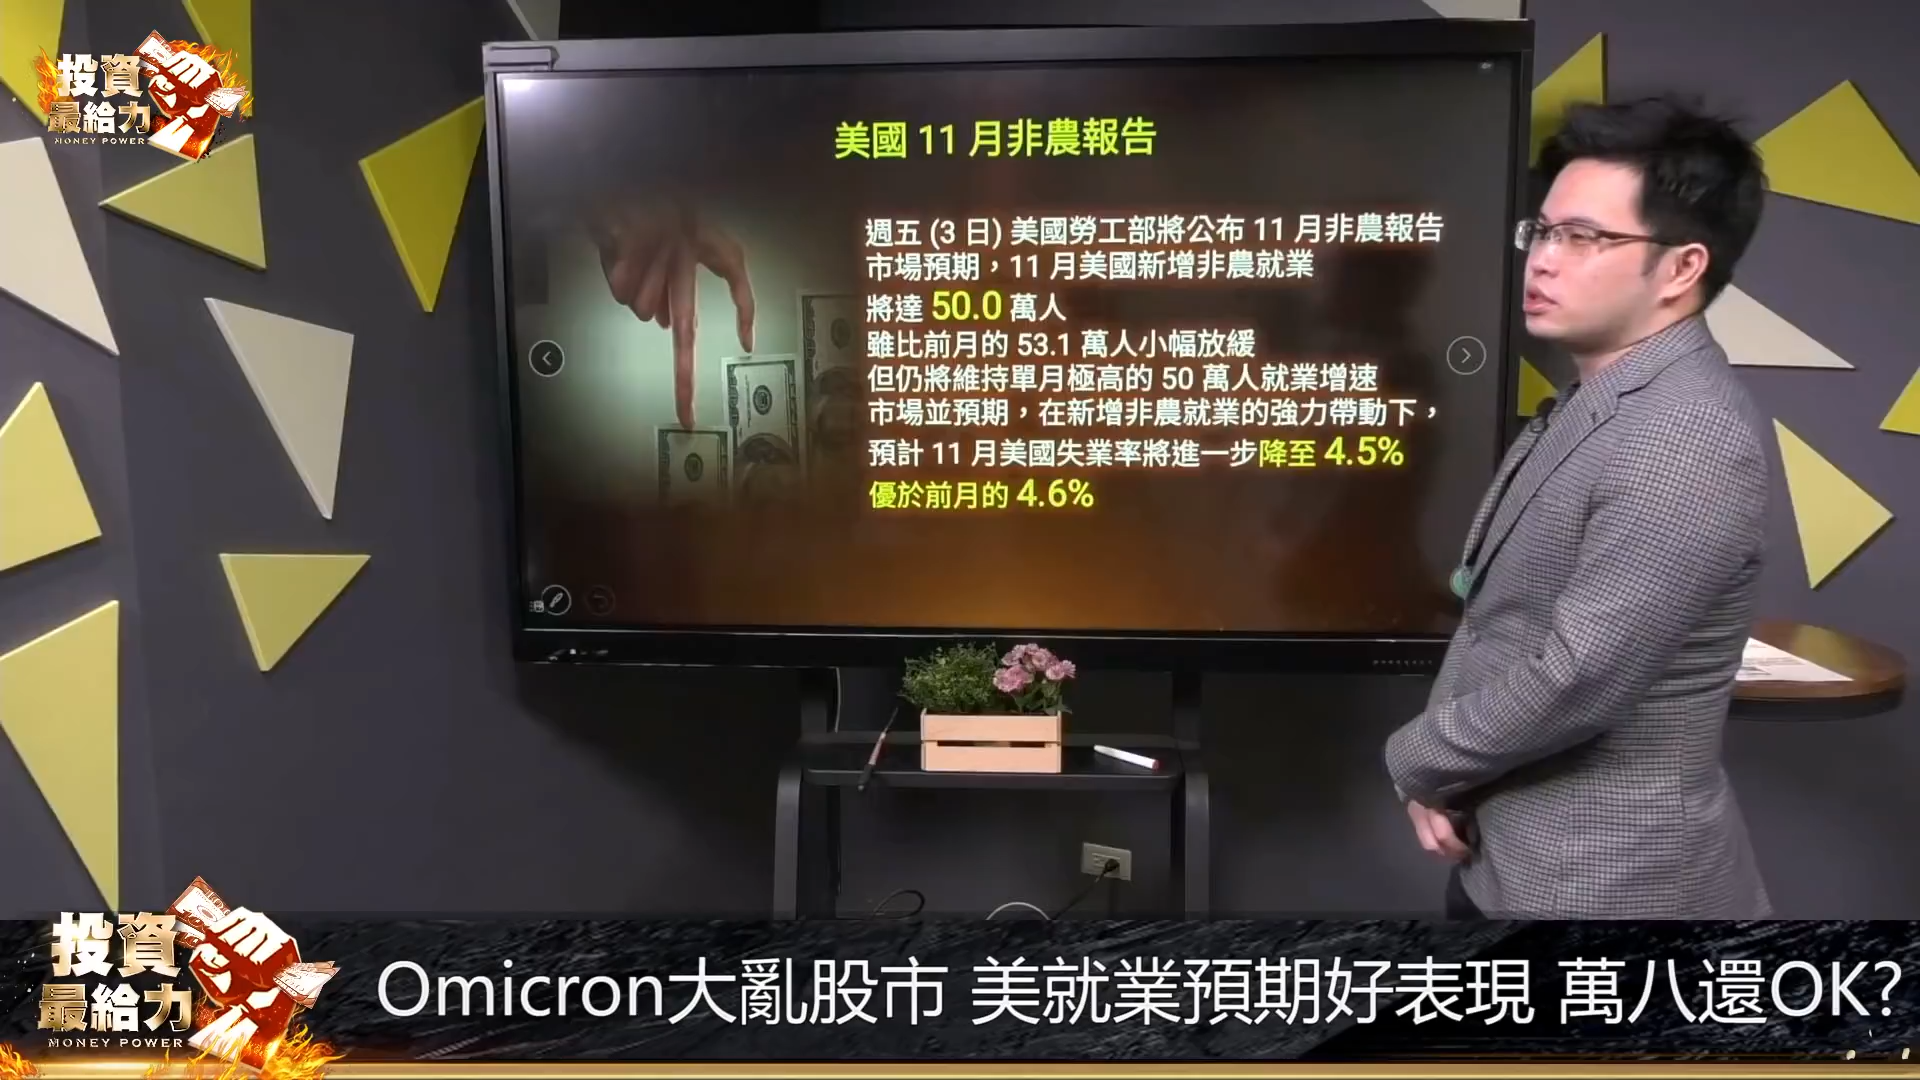 投資
最給力
MONEY POWER
美國 11 月非農報告
週五 (3 日) 美國勞工部將公布 11 月非農報告
市場預期，11 月美國新增非農就業
將達 50.0 萬人
雖比前月的 53.1 萬人小幅放緩
但仍將維持單月極高的 50 萬人就業增速
市場並預期，在新增非農就業的強力帶動下，
預計 11 月美國失業率將進一步降至 4.5%
優於前月的 4.6%
投資
最給力
MONEY POWER
Omicron大亂股市 美就業預期好表現 萬八還OK?